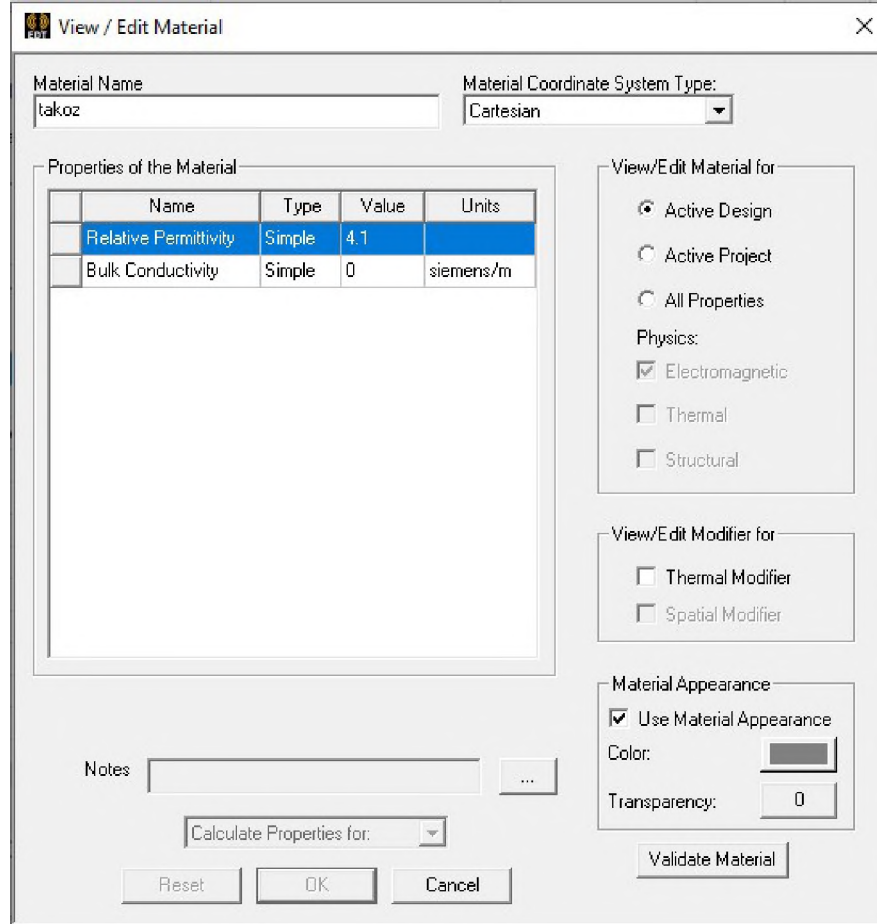 EDT View / Edit Material
Material Name
takoz
Material Coordinate System Type:
Cartesian
Properties of the Material
Name Type Value Units
Relative Permittivity Simple 4.1
Bulk Conductivity Simple 0 siemens/m
View/Edit Material for
Active Design
Active Project
All Properties
Physics:
Electromagnetic
Thermal
Structural
View/Edit Modifier for
Thermal Modifier
Spatial Modifier
Material Appearance
Use Material Appearance
Color:
Transparency: 0
Notes ...
Calculate Properties for:
Validate Material
Reset OK Cancel